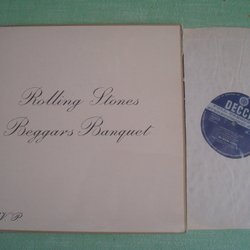 Rolling Stones
Beggars Banquet
DECCA